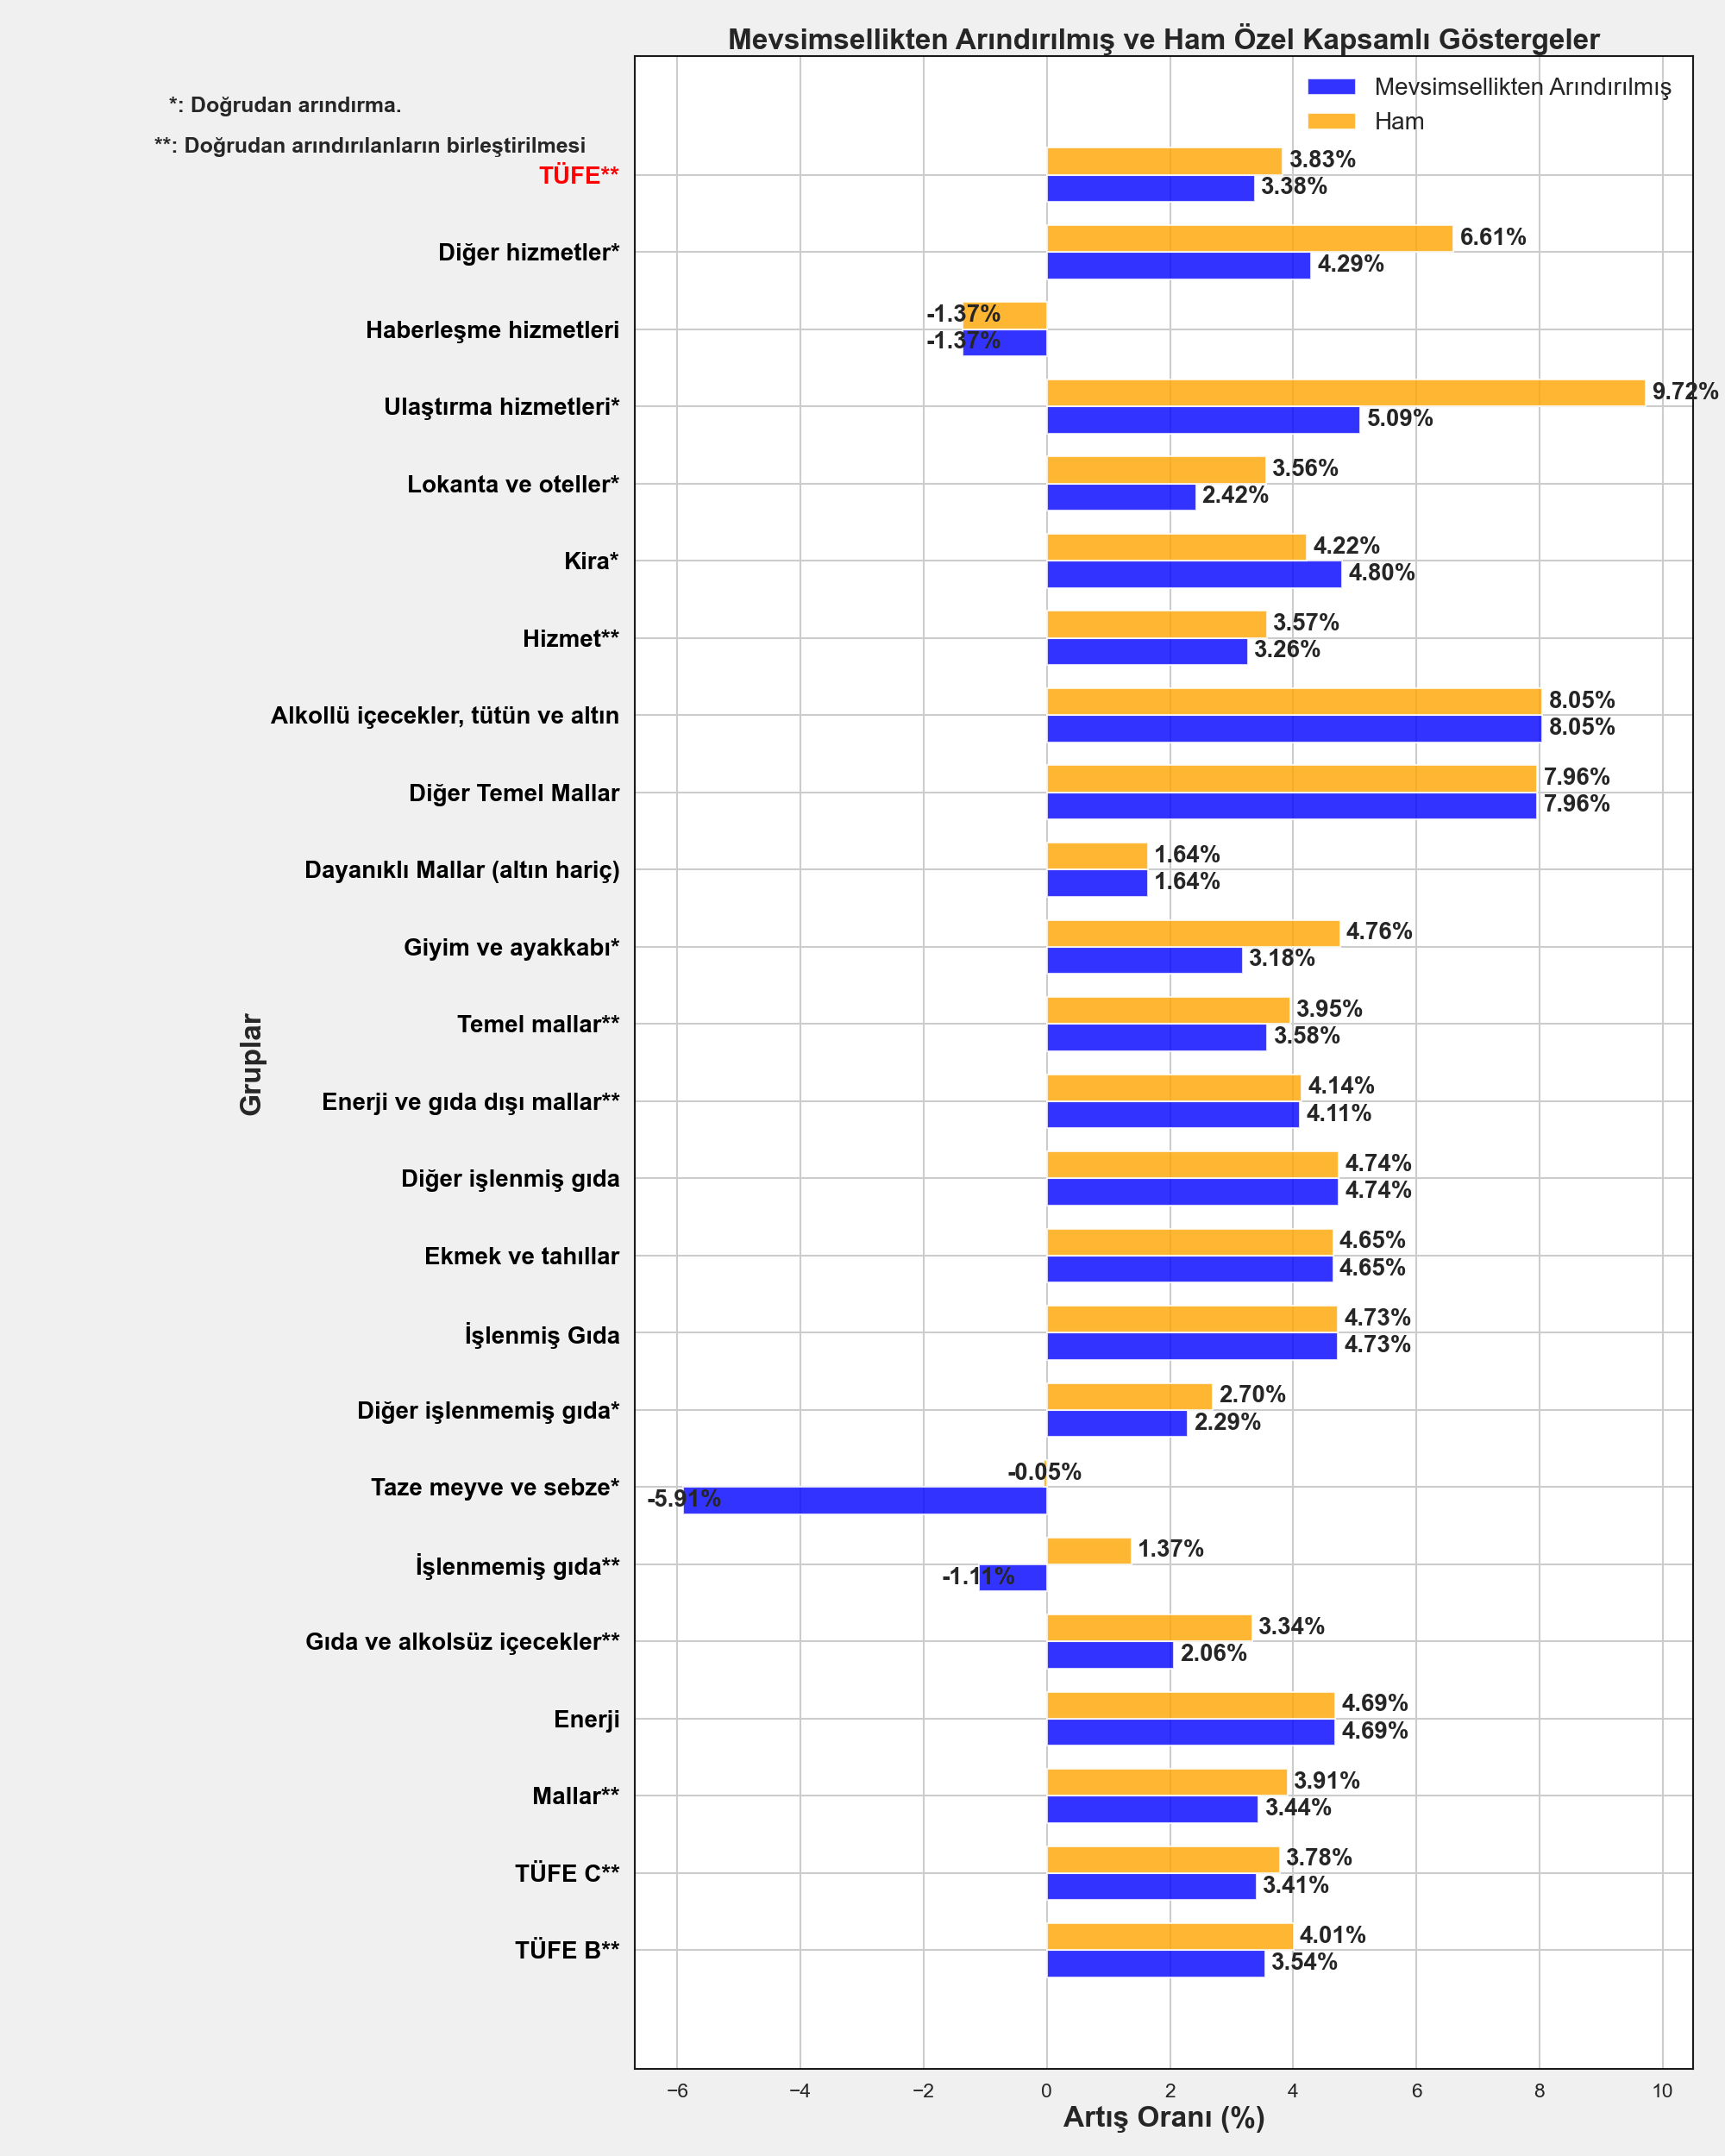 Mevsimsellikten Arındırılmış ve Ham Özel Kapsamlı Göstergeler
Mevsimsellikten Arındırılmış
Ham
*: Doğrudan arındırma.
**: Doğrudan arındırılanların birleştirilmesi
TÜFE**
3.83%
3.38%
Diğer hizmetler*
6.61%
4.29%
Haberleşme hizmetleri
-1.37%
-1.37%
Ulaştırma hizmetleri*
9.72%
5.09%
Lokanta ve oteller*
3.56%
2.42%
Kira*
4.22%
4.80%
Hizmet**
3.57%
3.26%
Alkollü içecekler, tütün ve altın
8.05%
8.05%
Diğer Temel Mallar
7.96%
7.96%
Dayanıklı Mallar (altın hariç)
1.64%
1.64%
Giyim ve ayakkabı*
4.76%
3.18%
Temel mallar**
3.95%
3.58%
Enerji ve gıda dışı mallar**
4.14%
4.11%
Diğer işlenmiş gıda
4.74%
4.74%
Ekmek ve tahıllar
4.65%
4.65%
İşlenmiş Gıda
4.73%
4.73%
Diğer işlenmemiş gıda*
2.70%
2.29%
Taze meyve ve sebze*
-0.05%
-5.91%
İşlenmemiş gıda**
1.37%
-1.11%
Gıda ve alkolsüz içecekler**
3.34%
2.06%
Enerji
4.69%
4.69%
Mallar**
3.91%
3.44%
TÜFE C**
3.78%
3.41%
TÜFE B**
4.01%
3.54%
Gruplar
−6 −4 −2 0 2 4 6 8 10
Artış Oranı (%)